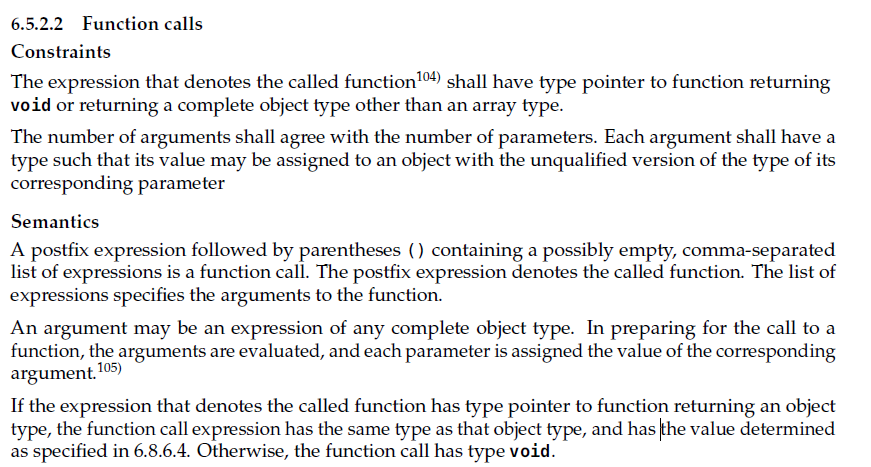 6.5.2.2 Function calls
Constraints
The expression that denotes the called function104) shall have type pointer to function returning
void or returning a complete object type other than an array type.
The number of arguments shall agree with the number of parameters. Each argument shall have a
type such that its value may be assigned to an object with the unqualified version of the type of its
corresponding parameter
Semantics
A postfix expression followed by parentheses () containing a possibly empty, comma-separated
list of expressions is a function call. The postfix expression denotes the called function. The list of
expressions specifies the arguments to the function.
An argument may be an expression of any complete object type. In preparing for the call to a
function, the arguments are evaluated, and each parameter is assigned the value of the corresponding
argument.105)
If the expression that denotes the called function has type pointer to function returning an object
type, the function call expression has the same type as that object type, and has the value determined
as specified in 6.8.6.4. Otherwise, the function call has type void.